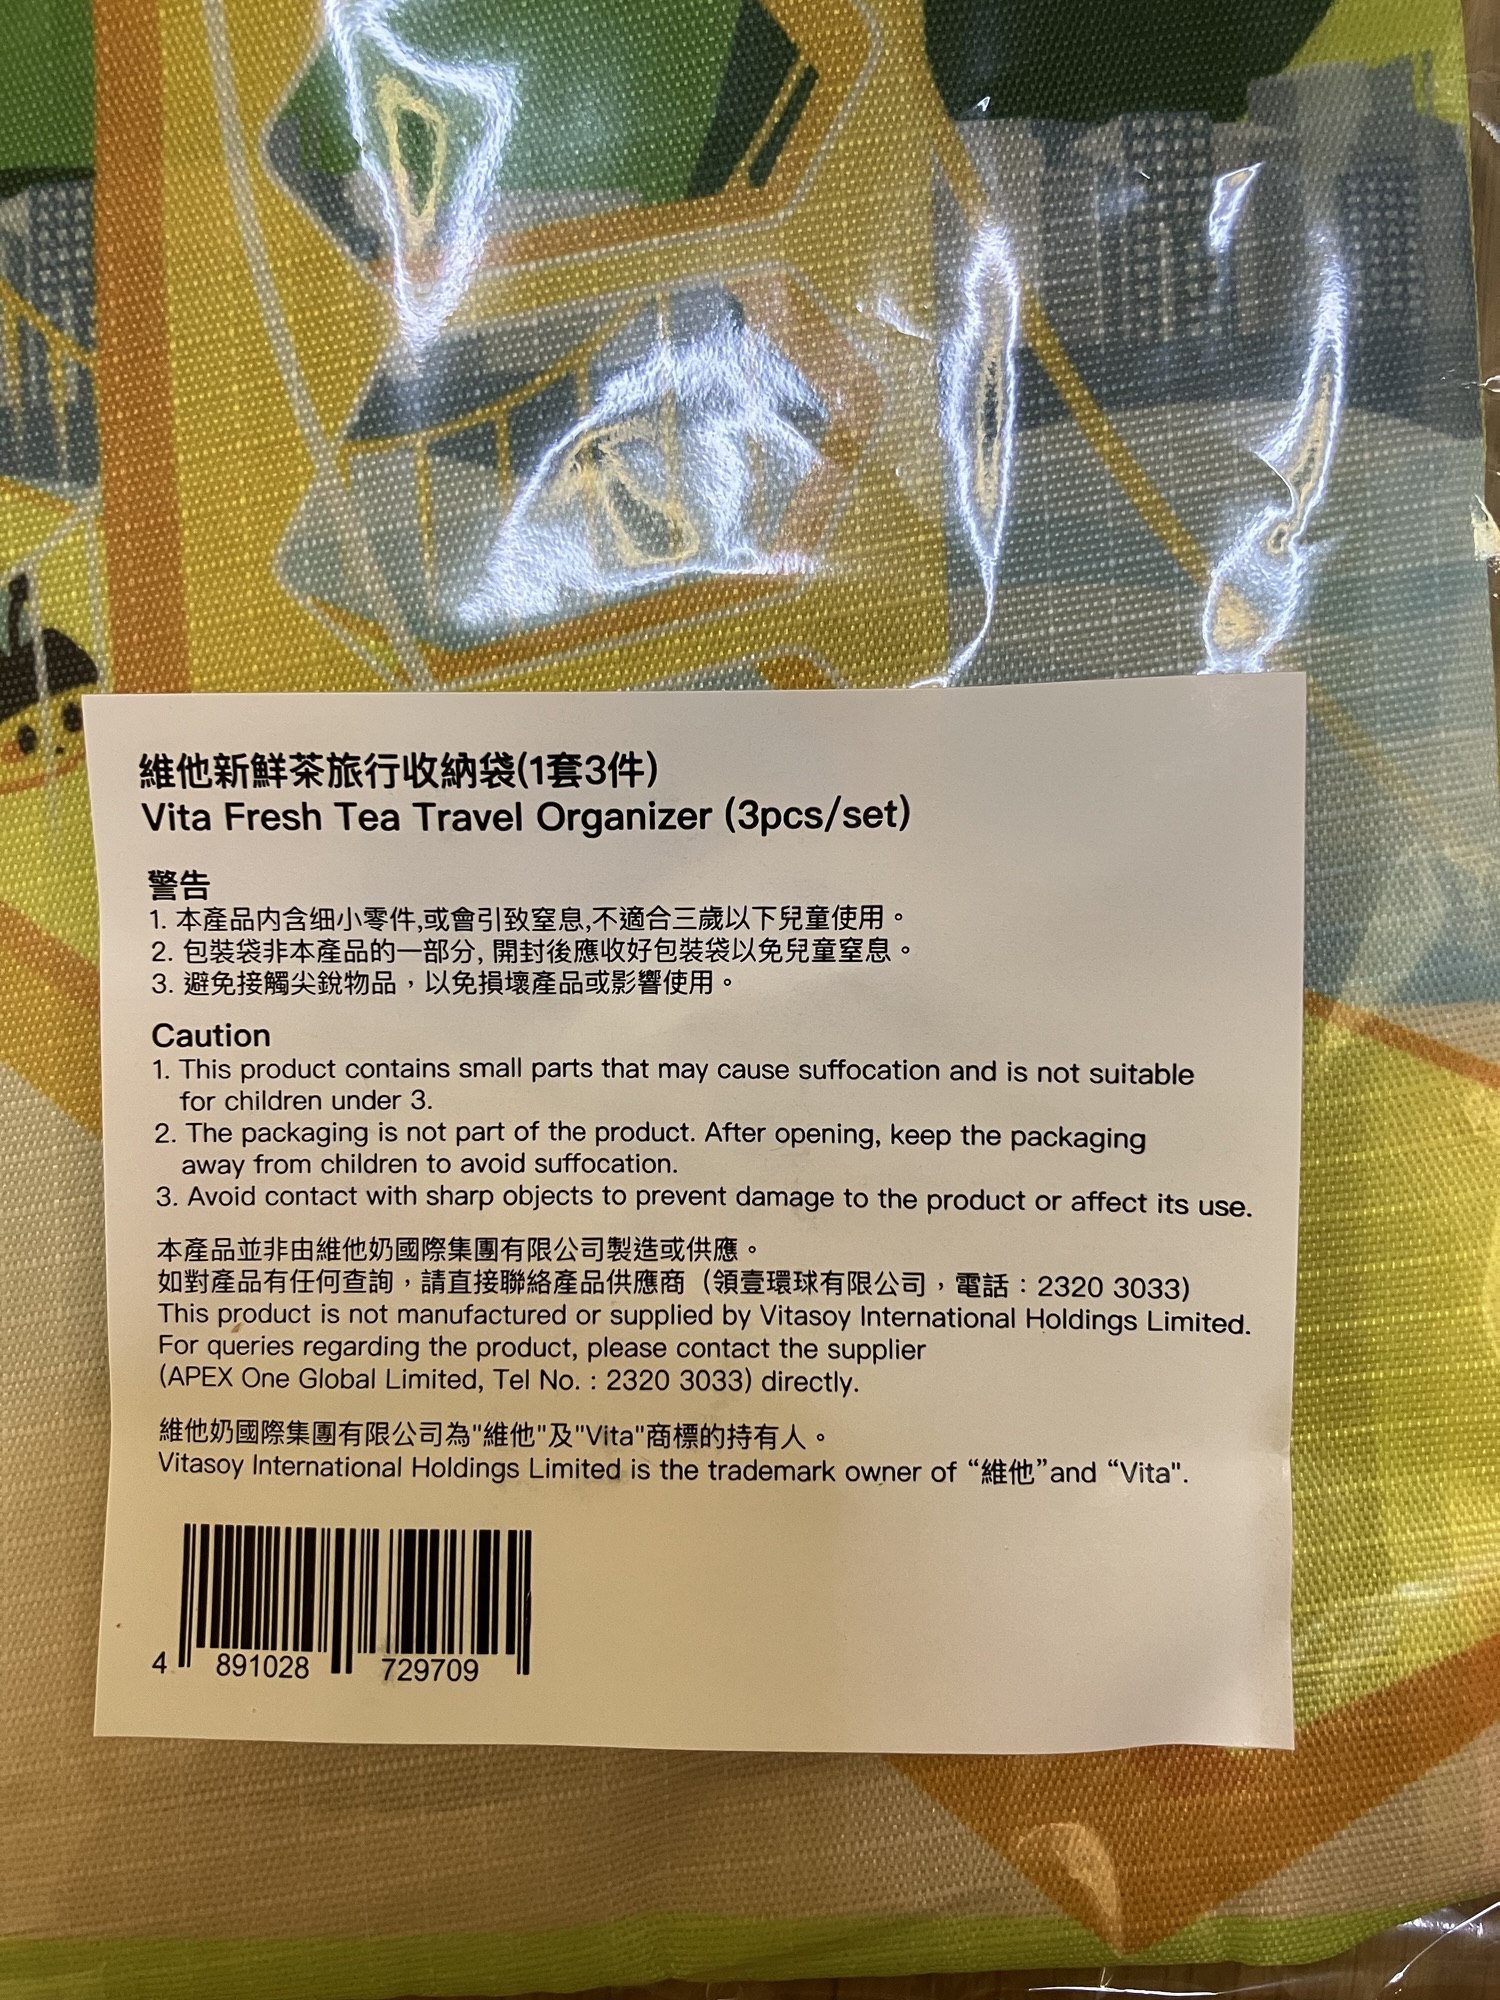 維他新鮮茶旅行收納袋(1套3件)
Vita Fresh Tea Travel Organizer (3pcs/set)
警告
1. 本產品内含细小零件,或會引致窒息,不適合三歲以下兒童使用。
2. 包裝袋非本產品的一部分, 開封後應收好包裝袋以免兒童窒息。
3. 避免接觸尖銳物品，以免損壞產品或影響使用。
Caution
1. This product contains small parts that may cause suffocation and is not suitable
for children under 3.
2. The packaging is not part of the product. After opening, keep the packaging
away from children to avoid suffocation.
3. Avoid contact with sharp objects to prevent damage to the product or affect its use.
本產品並非由維他奶國際集團有限公司製造或供應。
如對產品有任何查詢，請直接聯絡產品供應商（領壹環球有限公司，電話：2320 3033)
This product is not manufactured or supplied by Vitasoy International Holdings Limited.
For queries regarding the product, please contact the supplier
(APEX One Global Limited, Tel No. : 2320 3033) directly.
維他奶國際集團有限公司為"維他"及"Vita"商標的持有人。
Vitasoy International Holdings Limited is the trademark owner of “維他”and “Vita".
4 891028 729709